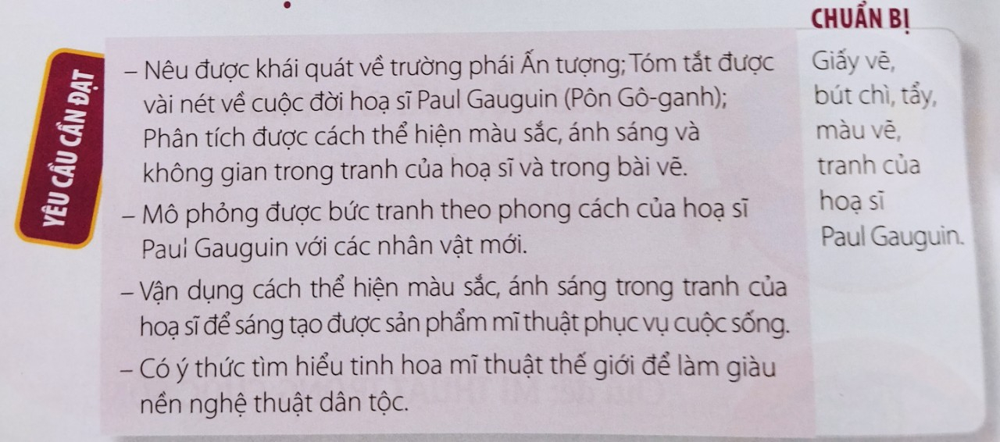 CHUẨN BỊ
YÊU CẦU CẦN ĐẠT
– Nêu được khái quát về trường phái Ấn tượng; Tóm tắt được
vài nét về cuộc đời hoạ sĩ Paul Gauguin (Pôn Gô-ganh);
Phân tích được cách thể hiện màu sắc, ánh sáng và
không gian trong tranh của hoạ sĩ và trong bài vẽ.
– Mô phỏng được bức tranh theo phong cách của hoạ sĩ
Paul Gauguin với các nhân vật mới.
– Vận dụng cách thể hiện màu sắc, ánh sáng trong tranh của
hoạ sĩ để sáng tạo được sản phẩm mĩ thuật phục vụ cuộc sống.
– Có ý thức tìm hiểu tinh hoa mĩ thuật thế giới để làm giàu
nền nghệ thuật dân tộc.
Giấy vẽ,
bút chì, tẩy,
màu vẽ,
tranh của
hoạ sĩ
Paul Gauguin.